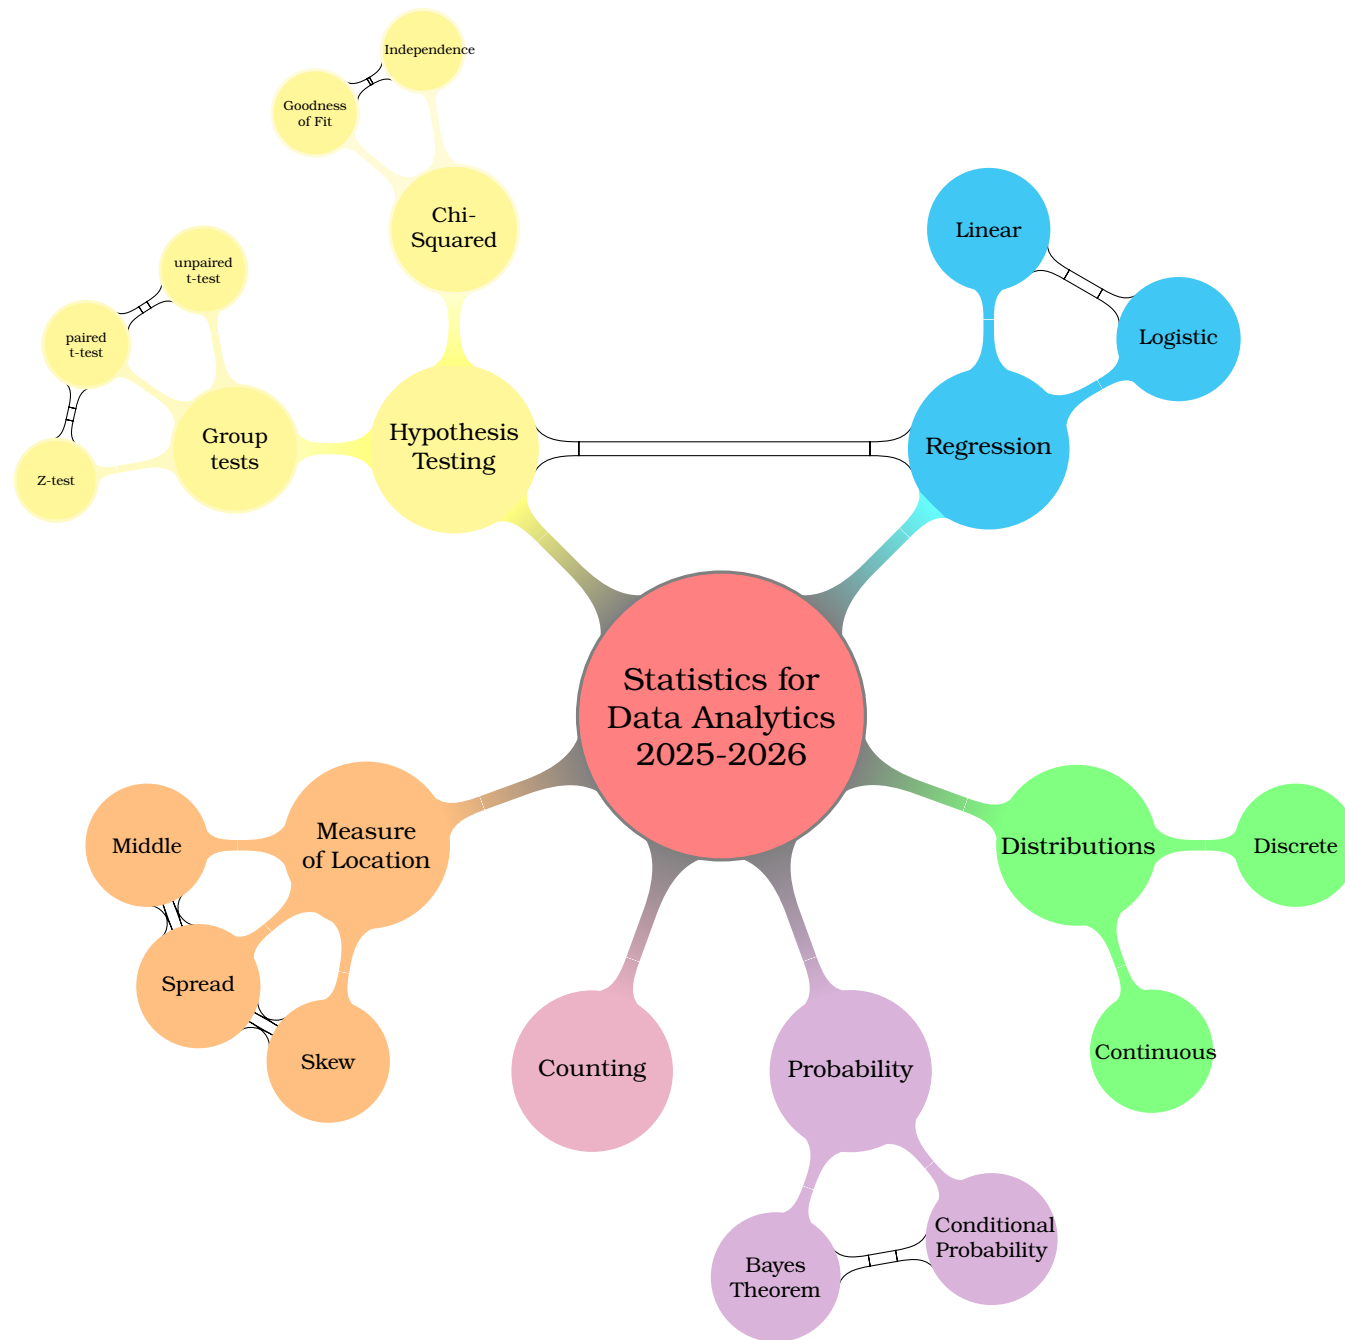 Independence
Goodness
of Fit
Chi-
Squared
unpaired
t-test
paired
t-test
Z-test
Group
tests
Hypothesis
Testing
Linear
Logistic
Regression
Statistics for
Data Analytics
2025-2026
Middle
Measure
of Location
Spread
Skew
Counting
Probability
Bayes
Theorem
Conditional
Probability
Distributions
Discrete
Continuous